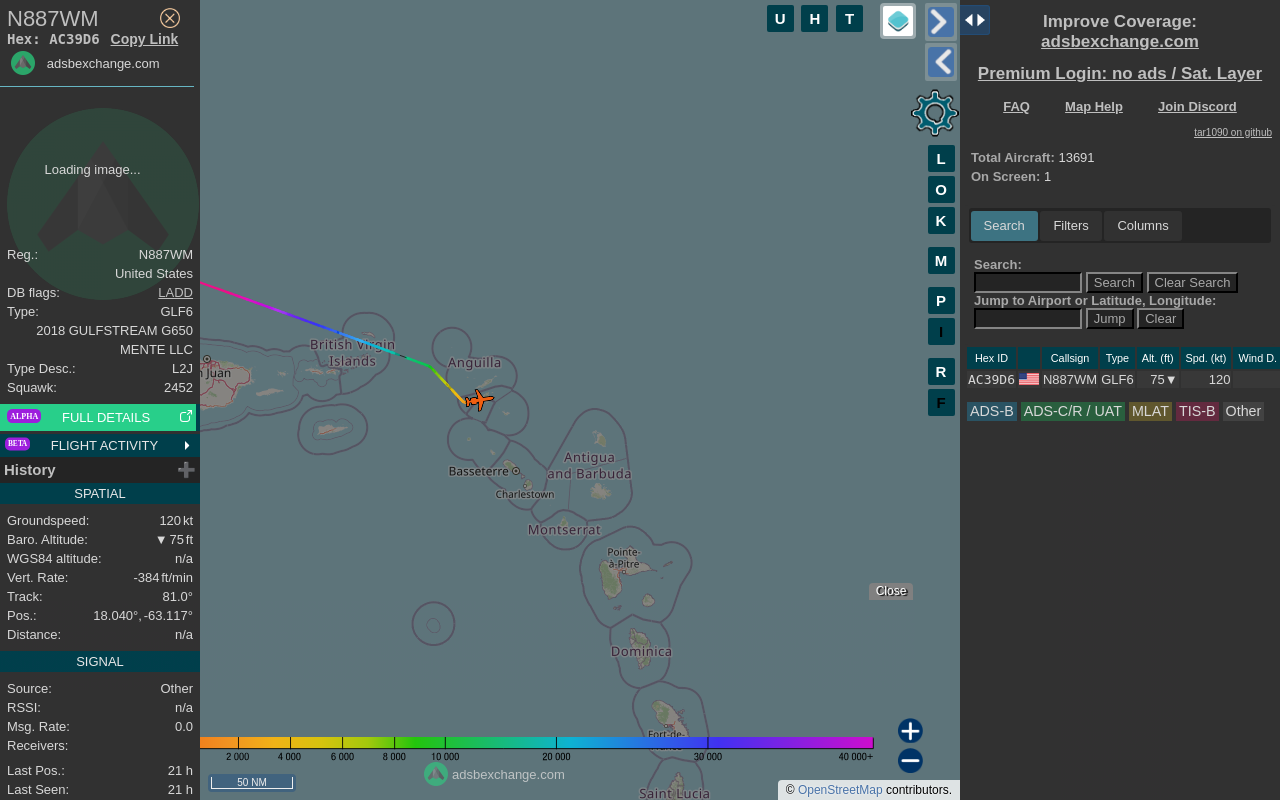 N887WM
Hex: AC39D6 Copy Link
adsbexchange.com
Loading image...
Reg.: N887WM
United States
DB flags: LADD
Type: GLF6
2018 GULFSTREAM G650
MENTE LLC
Type Desc.: L2J
Squawk: 2452
ALPHA FULL DETAILS
BETA FLIGHT ACTIVITY
History
SPATIAL
Groundspeed: 120 kt
Baro. Altitude: ▼ 75 ft
WGS84 altitude: n/a
Vert. Rate: -384 ft/min
Track: 81.0°
Pos.: 18.040°, -63.117°
Distance: n/a
SIGNAL
Source: Other
RSSI: n/a
Msg. Rate: 0.0
Receivers:
Last Pos.: 21 h
Last Seen: 21 h
U H T
L
O
K
M
P
I
R
F
British Virgin
Islands
Anguilla
n Juan
Antigua
and Barbuda
Basseterre
Charlestown
Montserrat
Pointe-
à-Pitre
Close
Dominica
Fort-de-
Saint Lucia
2 000 4 000 6 000 8 000 10 000 20 000 30 000 40 000+
50 NM
adsbexchange.com
© OpenStreetMap contributors.
Improve Coverage:
adsbexchange.com
Premium Login: no ads / Sat. Layer
FAQ Map Help Join Discord
tar1090 on github
Total Aircraft: 13691
On Screen: 1
Search Filters Columns
Search:
Search Clear Search
Jump to Airport or Latitude, Longitude:
Jump Clear
Hex ID Callsign Type Alt. (ft) Spd. (kt) Wind D.
AC39D6 N887WM GLF6 75▼ 120
ADS-B ADS-C/R / UAT MLAT TIS-B Other